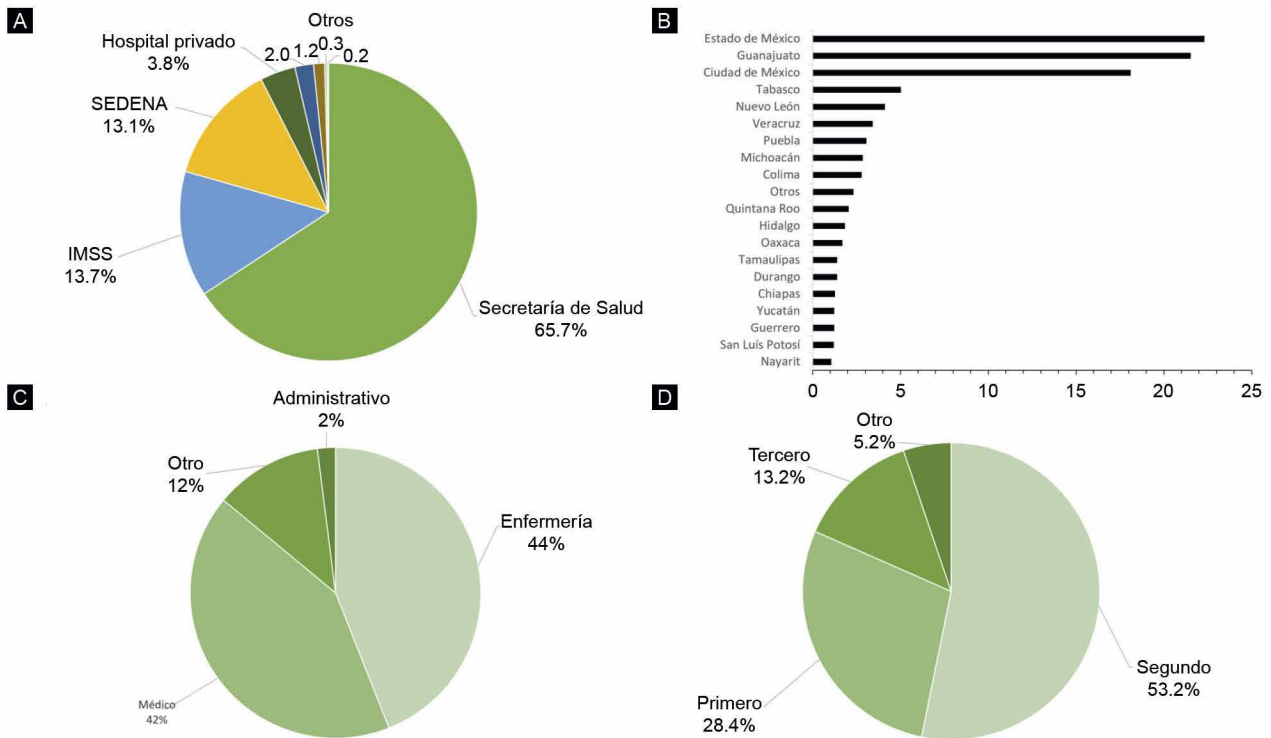 A
Otros
Hospital privado
3.8%
2.0
1.2
0.3
0.2
SEDENA
13.1%
IMSS
13.7%
Secretaría de Salud
65.7%
B
Estado de México
Guanajuato
Ciudad de México
Tabasco
Nuevo León
Veracruz
Puebla
Michoacán
Colima
Otros
Quintana Roo
Hidalgo
Oaxaca
Tamaulipas
Durango
Chiapas
Yucatán
Guerrero
San Luís Potosí
Nayarit
0 5 10 15 20 25
C
Administrativo
2%
Otro
12%
Enfermería
44%
Médico
42%
D
Otro
5.2%
Tercero
13.2%
Segundo
53.2%
Primero
28.4%